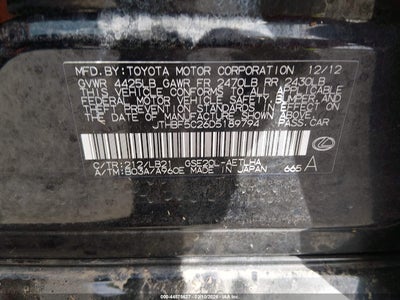 MFD.BY:TOYOTA MOTOR CORPORATION 12/12
GVWR 4425LB GAWR FR 2470LB RR 2430LB
THIS VEHICLE CONFORMS TO ALL APPLICABLE
FEDERAL MOTOR VEHICLE SAFETY, BUMPER, AND
THEFT PREVENTION STANDARDS IN EFFECT ON
THE DATE OF MANUFACTURE SHOWN ABOVE.
JTHBF5C26D5189794 PASS.CAR
C/TR:212/LB21 GSE20L-AETLHA
A/TM:B03A/A960E MADE IN JAPAN 665 A